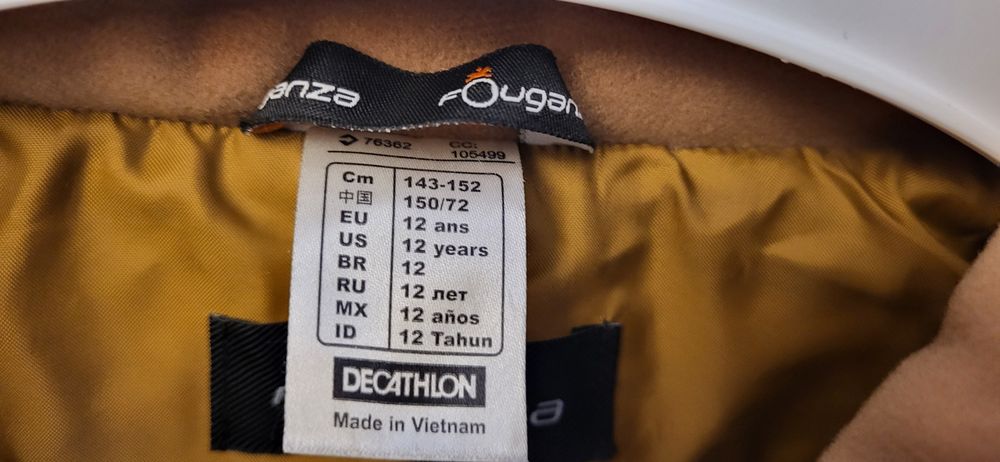 anza FOugan
76362 CC:
105499
Cm 143-152
中国 150/72
EU 12 ans
US 12 years
BR 12
RU 12 лет
MX 12 años
ID 12 Tahun
DECATHLON
Made in Vietnam
a